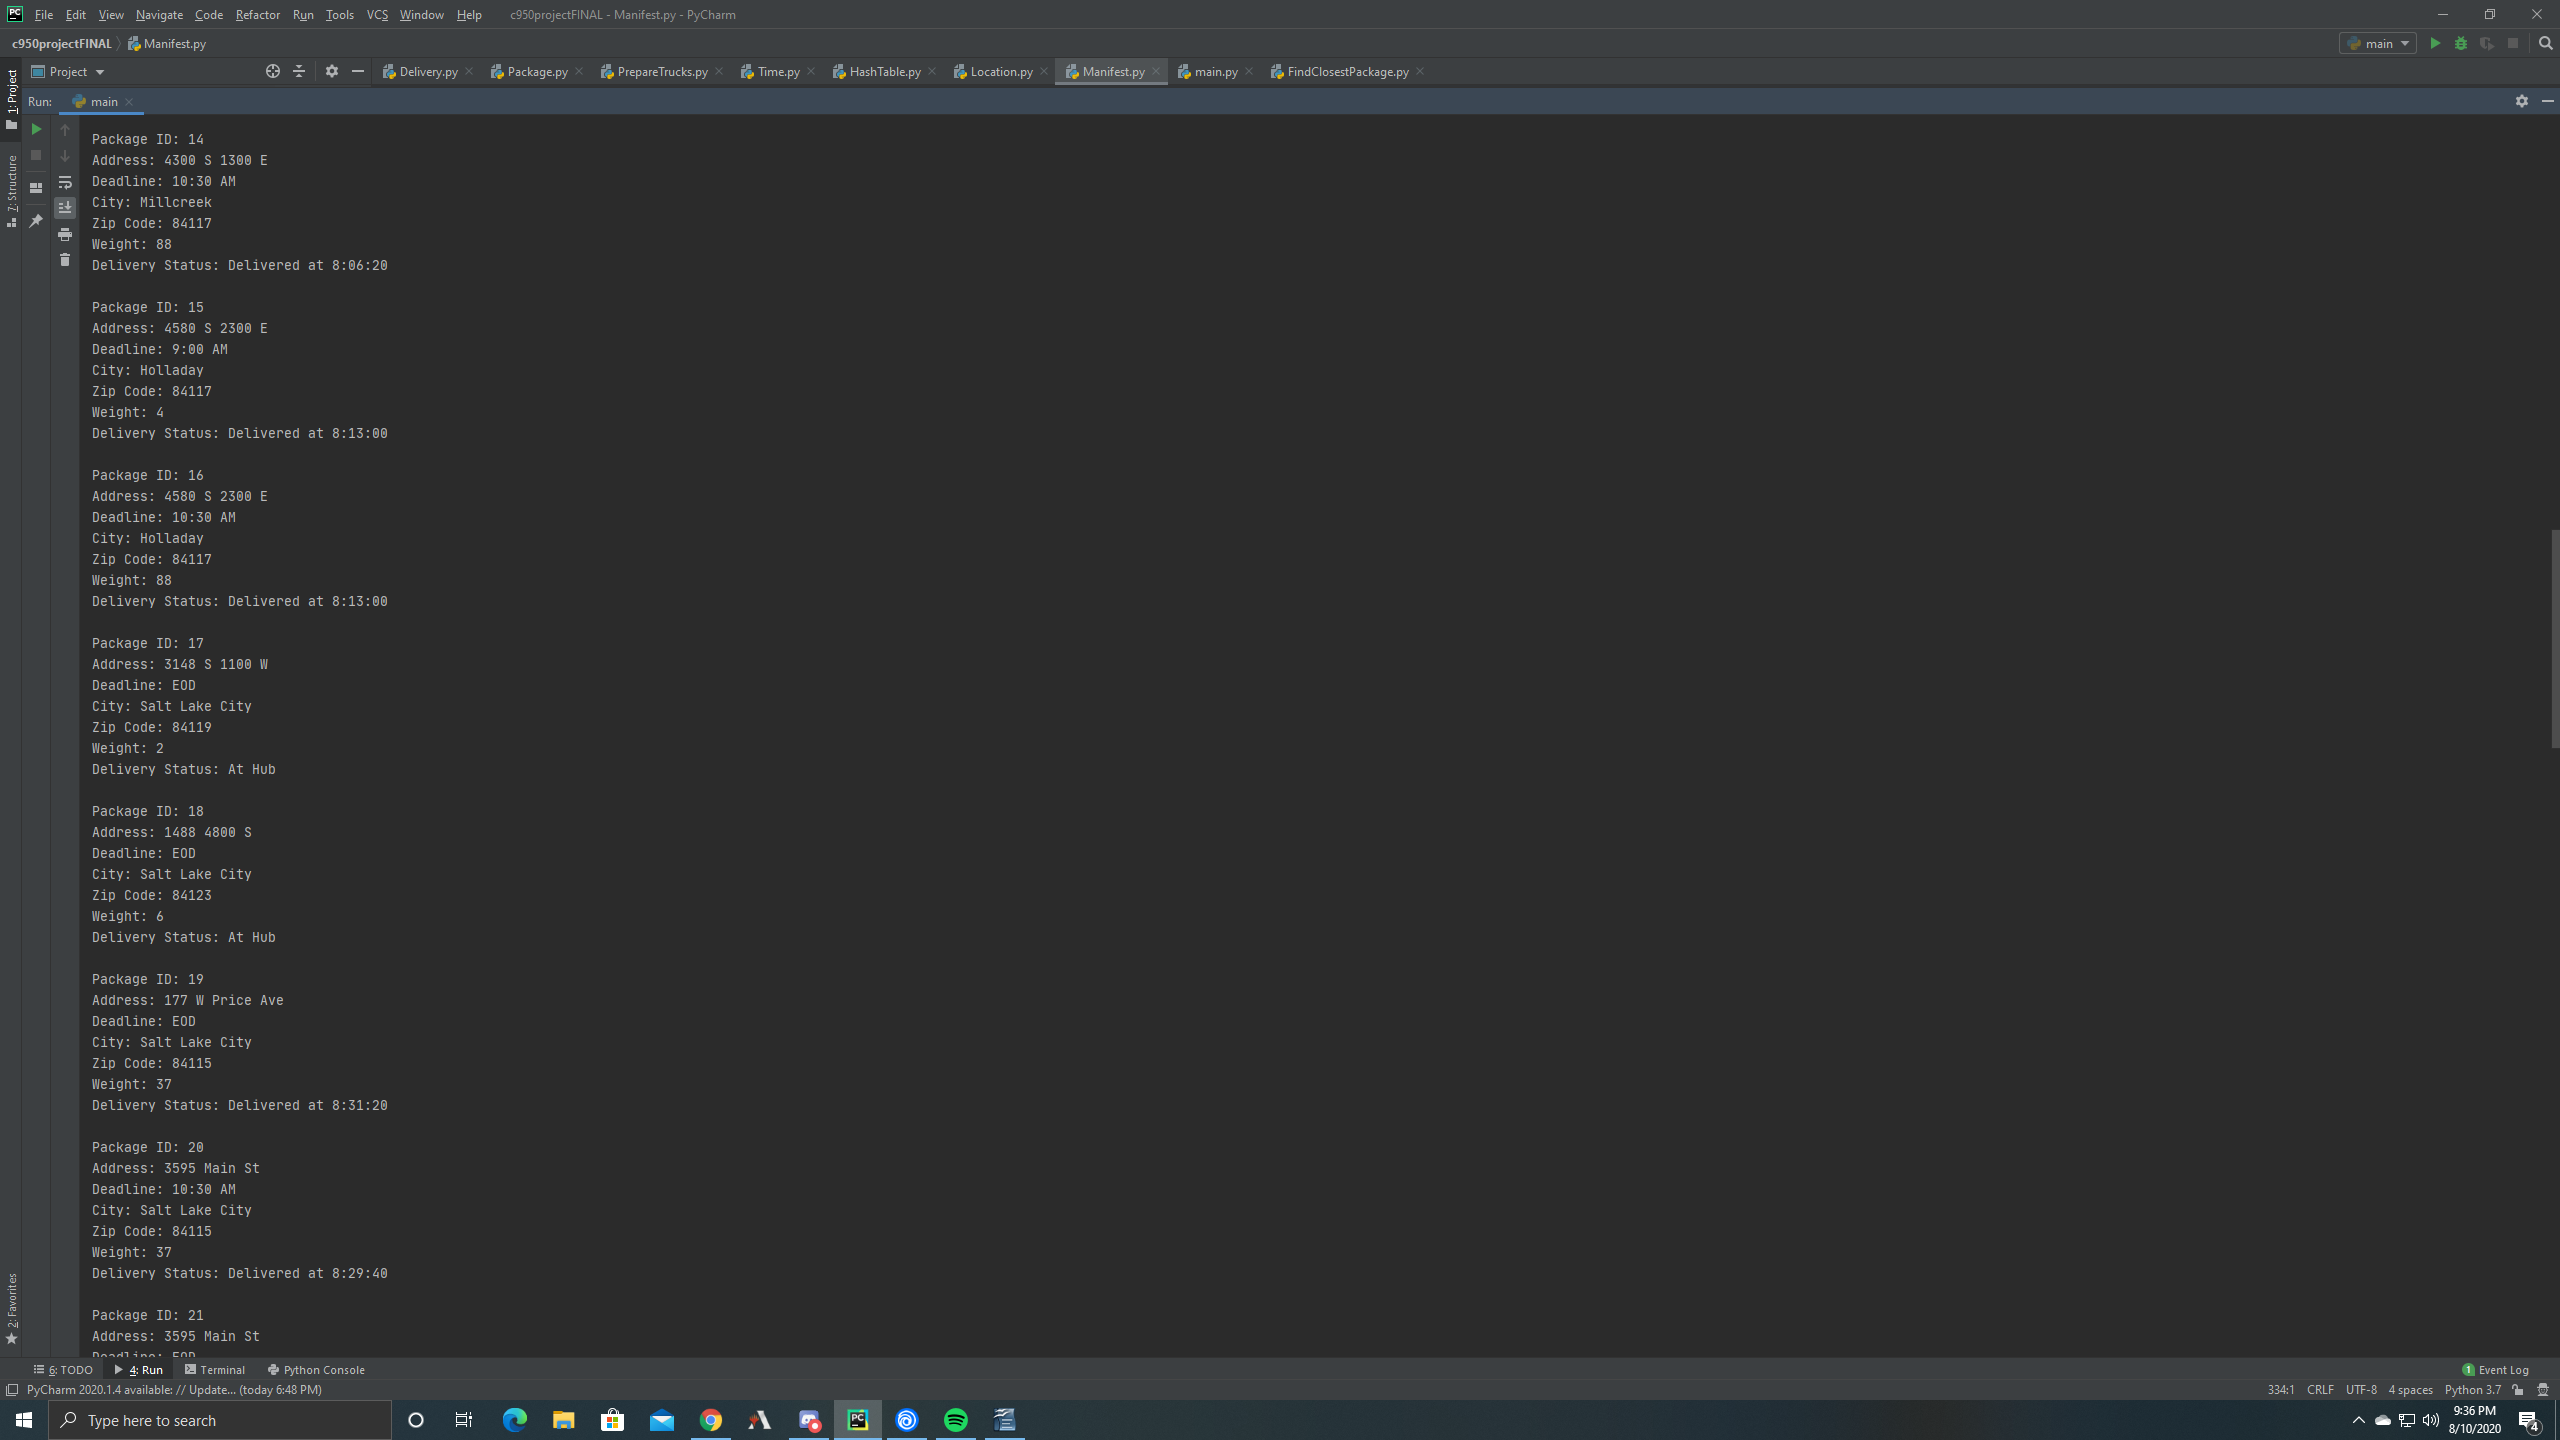 PC File Edit View Navigate Code Refactor Run Tools VCS Window Help c950projectFINAL - Manifest.py - PyCharm
c950projectFINAL Manifest.py main
Project Delivery.py Package.py PrepareTrucks.py Time.py HashTable.py Location.py Manifest.py main.py FindClosestPackage.py
Run: main
1: Project
7: Structure
2: Favorites
Package ID: 14
Address: 4300 S 1300 E
Deadline: 10:30 AM
City: Millcreek
Zip Code: 84117
Weight: 88
Delivery Status: Delivered at 8:06:20
Package ID: 15
Address: 4580 S 2300 E
Deadline: 9:00 AM
City: Holladay
Zip Code: 84117
Weight: 4
Delivery Status: Delivered at 8:13:00
Package ID: 16
Address: 4580 S 2300 E
Deadline: 10:30 AM
City: Holladay
Zip Code: 84117
Weight: 88
Delivery Status: Delivered at 8:13:00
Package ID: 17
Address: 3148 S 1100 W
Deadline: EOD
City: Salt Lake City
Zip Code: 84119
Weight: 2
Delivery Status: At Hub
Package ID: 18
Address: 1488 4800 S
Deadline: EOD
City: Salt Lake City
Zip Code: 84123
Weight: 6
Delivery Status: At Hub
Package ID: 19
Address: 177 W Price Ave
Deadline: EOD
City: Salt Lake City
Zip Code: 84115
Weight: 37
Delivery Status: Delivered at 8:31:20
Package ID: 20
Address: 3595 Main St
Deadline: 10:30 AM
City: Salt Lake City
Zip Code: 84115
Weight: 37
Delivery Status: Delivered at 8:29:40
Package ID: 21
Address: 3595 Main St
Deadline: EOD
6: TODO 4: Run Terminal Python Console 1 Event Log
PyCharm 2020.1.4 available: // Update... (today 6:48 PM) 334:1 CRLF UTF-8 4 spaces Python 3.7
Type here to search PC 9:36 PM
8/10/2020 4